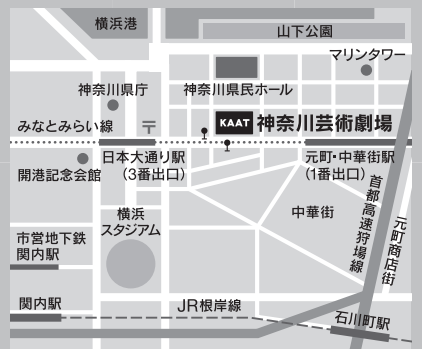 横浜港
山下公園
マリンタワー
神奈川県庁
神奈川県民ホール
みなとみらい線
〒
KAAT 神奈川芸術劇場
日本大通り駅
（3番出口）
元町・中華街駅
（1番出口）
開港記念会館
首都高速狩場線
元町商店街
横浜
スタジアム
中華街
市営地下鉄
関内駅
関内駅
JR根岸線
石川町駅